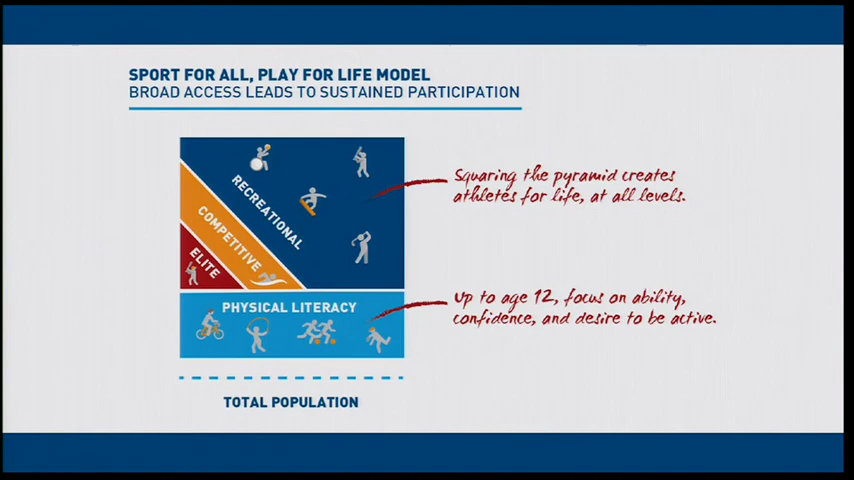 SPORT FOR ALL, PLAY FOR LIFE MODEL
BROAD ACCESS LEADS TO SUSTAINED PARTICIPATION
RECREATIONAL
COMPETITIVE
ELITE
Squaring the pyramid creates
athletes for life, at all levels.
PHYSICAL LITERACY
Up to age 12, focus on ability,
confidence, and desire to be active.
TOTAL POPULATION